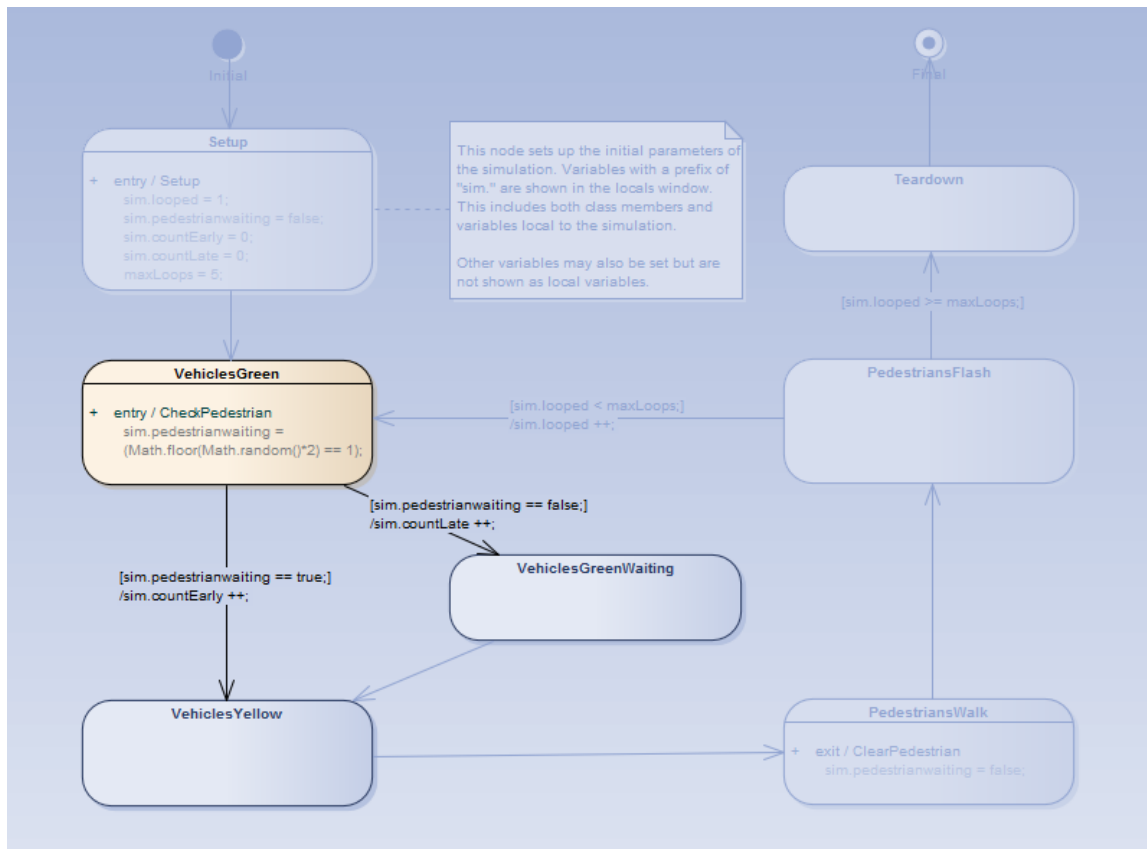 Initial
Final
Setup
+ entry / Setup
sim.looped = 1;
sim.pedestrianwaiting = false;
sim.countEarly = 0;
sim.countLate = 0;
maxLoops = 5;
This node sets up the initial parameters of
the simulation. Variables with a prefix of
"sim." are shown in the locals window.
This includes both class members and
variables local to the simulation.
Other variables may also be set but are
not shown as local variables.
Teardown
[sim.looped >= maxLoops;]
VehiclesGreen
+ entry / CheckPedestrian
sim.pedestrianwaiting =
(Math.floor(Math.random()*2) == 1);
[sim.looped < maxLoops;]
/sim.looped ++;
PedestriansFlash
[sim.pedestrianwaiting == false;]
/sim.countLate ++;
[sim.pedestrianwaiting == true;]
/sim.countEarly ++;
VehiclesGreenWaiting
VehiclesYellow
PedestriansWalk
+ exit / ClearPedestrian
sim.pedestrianwaiting = false;